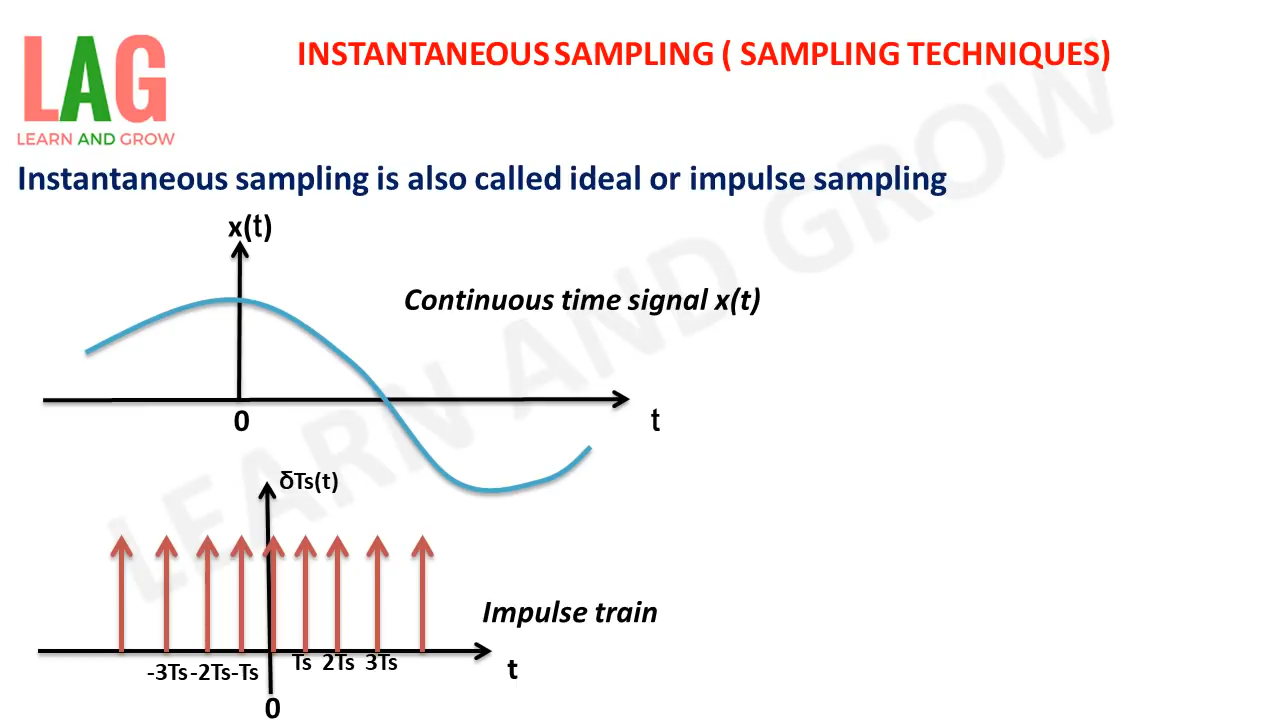 LAG
LEARN AND GROW
INSTANTANEOUS SAMPLING ( SAMPLING TECHNIQUES)
Instantaneous sampling is also called ideal or impulse sampling
x(t)
Continuous time signal x(t)
0
t
δTs(t)
Impulse train
-3Ts -2Ts -Ts Ts 2Ts 3Ts
t
0
LEARN AND GROW